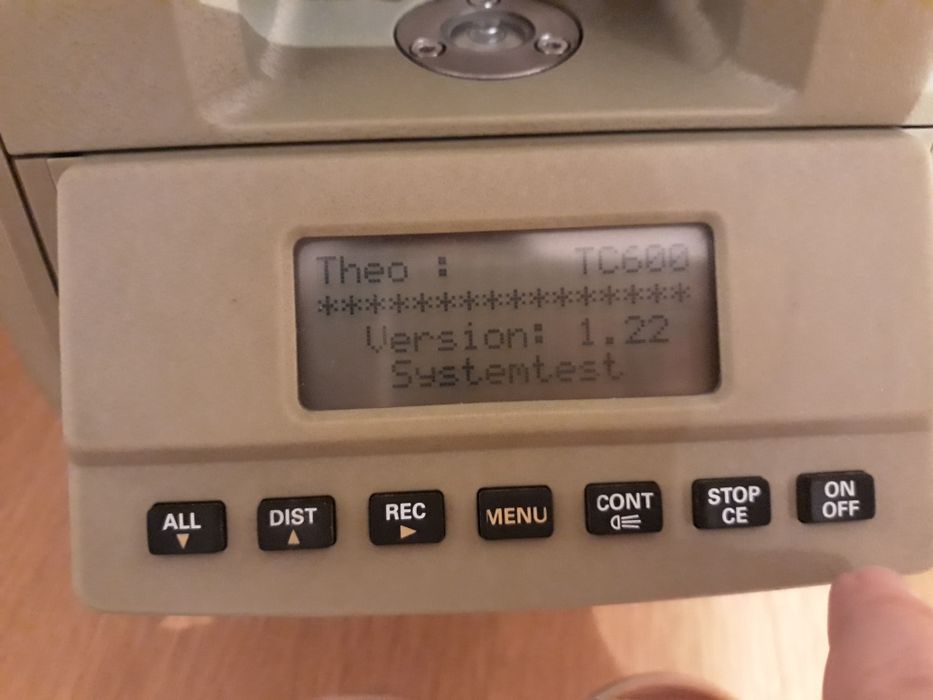 Theo : TC600
****************
Version: 1.22
Systemtest
ALL DIST REC MENU CONT STOP CE ON OFF